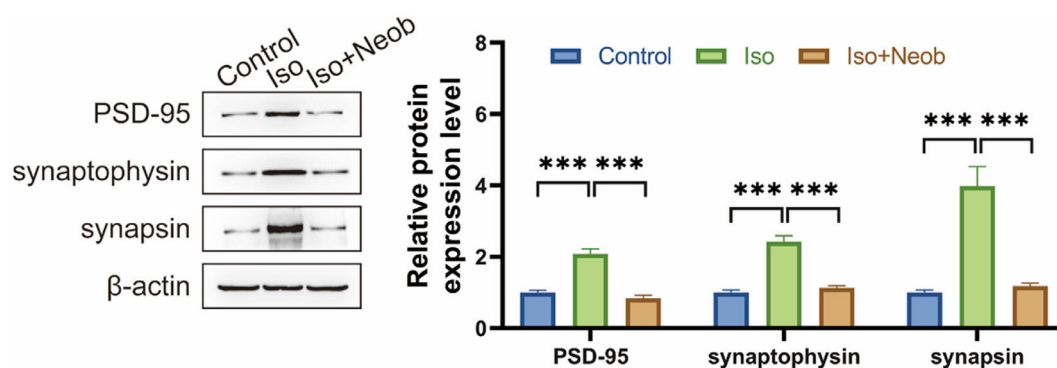 Control Iso Iso+Neob
PSD-95
synaptophysin
synapsin
β-actin
Relative protein
expression level
8
6
4
2
0
Control Iso Iso+Neob
*** ***
*** ***
*** ***
PSD-95 synaptophysin synapsin